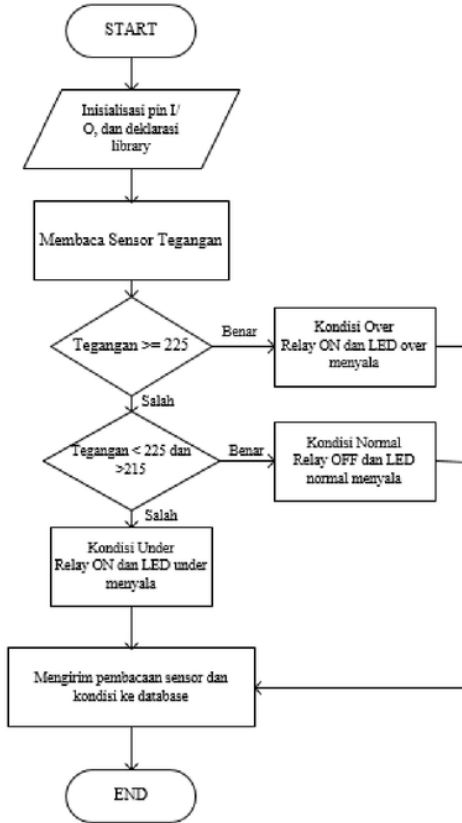 START
Inisialisasi pin I/
O, dan deklarasi
library
Membaca Sensor Tegangan
Tegangan >= 225
Benar
Kondisi Over
Relay ON dan LED over
menyala
Salah
Tegangan < 225 dan
>215
Benar
Kondisi Normal
Relay OFF dan LED
normal menyala
Salah
Kondisi Under
Relay ON dan LED under
menyala
Mengirim pembacaan sensor dan
kondisi ke database
END